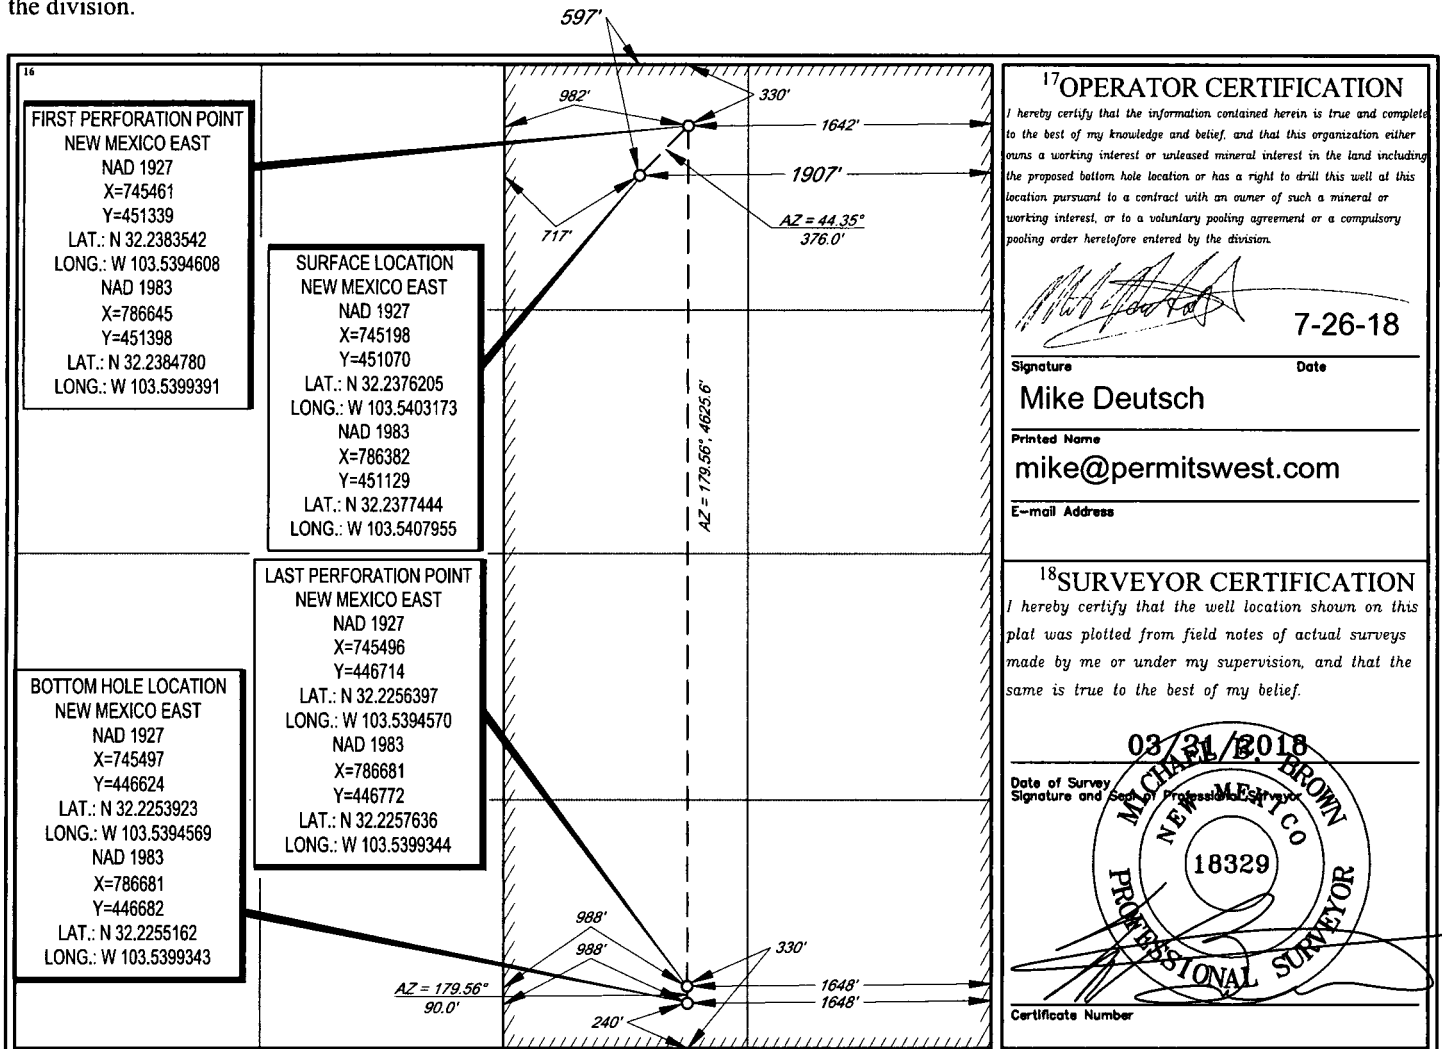 the division.
597'
16
982'
330'
1642'
1907'
717'
AZ = 44.35°
376.0'
FIRST PERFORATION POINT
NEW MEXICO EAST
NAD 1927
X=745461
Y=451339
LAT.: N 32.2383542
LONG.: W 103.5394608
NAD 1983
X=786645
Y=451398
LAT.: N 32.2384780
LONG.: W 103.5399391
SURFACE LOCATION
NEW MEXICO EAST
NAD 1927
X=745198
Y=451070
LAT.: N 32.2376205
LONG.: W 103.5403173
NAD 1983
X=786382
Y=451129
LAT.: N 32.2377444
LONG.: W 103.5407955
AZ = 179.56°, 4625.6'
LAST PERFORATION POINT
NEW MEXICO EAST
NAD 1927
X=745496
Y=446714
LAT.: N 32.2256397
LONG.: W 103.5394570
NAD 1983
X=786681
Y=446772
LAT.: N 32.2257636
LONG.: W 103.5399344
BOTTOM HOLE LOCATION
NEW MEXICO EAST
NAD 1927
X=745497
Y=446624
LAT.: N 32.2253923
LONG.: W 103.5394569
NAD 1983
X=786681
Y=446682
LAT.: N 32.2255162
LONG.: W 103.5399343
988'
988'
330'
AZ = 179.56°
90.0'
1648'
1648'
240'
17 OPERATOR CERTIFICATION
I hereby certify that the information contained herein is true and complete
to the best of my knowledge and belief, and that this organization either
owns a working interest or unleased mineral interest in the land including
the proposed bottom hole location or has a right to drill this well at this
location pursuant to a contract with an owner of such a mineral or
working interest, or to a voluntary pooling agreement or a compulsory
pooling order heretofore entered by the division.
7-26-18
Signature Date
Mike Deutsch
Printed Name
mike@permitswest.com
E-mail Address
18 SURVEYOR CERTIFICATION
I hereby certify that the well location shown on this
plat was plotted from field notes of actual surveys
made by me or under my supervision, and that the
same is true to the best of my belief.
03/21/2018
Date of Survey
Signature and Seal of Professional Surveyor
MICHAEL B. BROWN
NEW MEXICO
18329
PROFESSIONAL SURVEYOR
Certificate Number